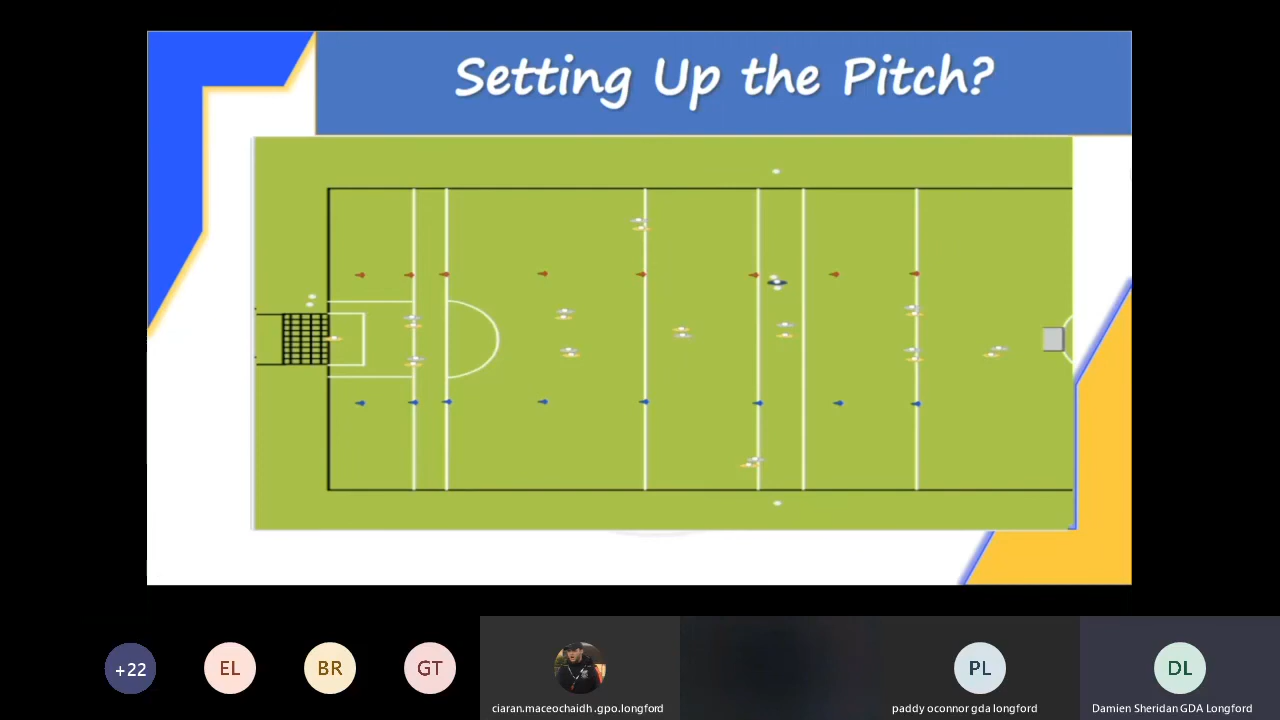 Setting Up the Pitch?
+22
EL
BR
GT
PL
DL
ciaran.maceochaidh .gpo.longford
paddy oconnor gda longford
Damien Sheridan GDA Longford